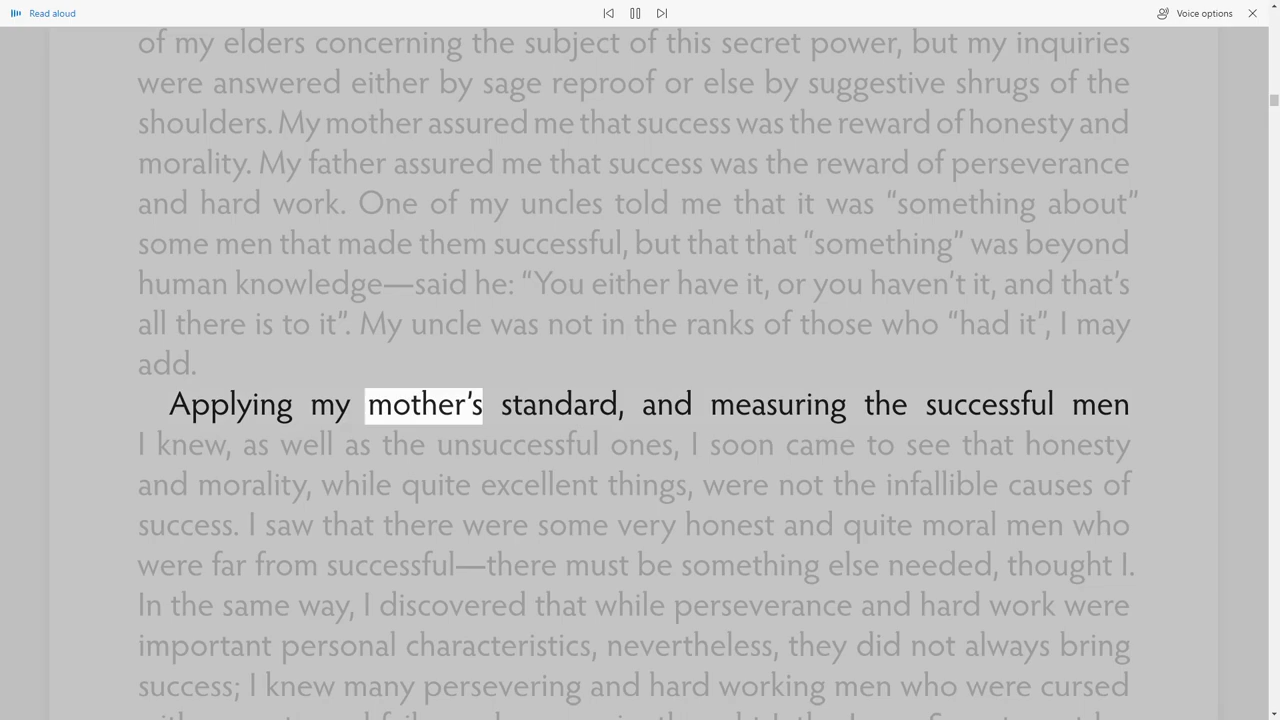 Read aloud
Voice options
of my elders concerning the subject of this secret power, but my inquiries
were answered either by sage reproof or else by suggestive shrugs of the
shoulders. My mother assured me that success was the reward of honesty and
morality. My father assured me that success was the reward of perseverance
and hard work. One of my uncles told me that it was “something about”
some men that made them successful, but that that “something” was beyond
human knowledge—said he: “You either have it, or you haven’t it, and that’s
all there is to it”. My uncle was not in the ranks of those who “had it”, I may
add.
Applying my mother’s standard, and measuring the successful men
I knew, as well as the unsuccessful ones, I soon came to see that honesty
and morality, while quite excellent things, were not the infallible causes of
success. I saw that there were some very honest and quite moral men who
were far from successful—there must be something else needed, thought I.
In the same way, I discovered that while perseverance and hard work were
important personal characteristics, nevertheless, they did not always bring
success; I knew many persevering and hard working men who were cursed